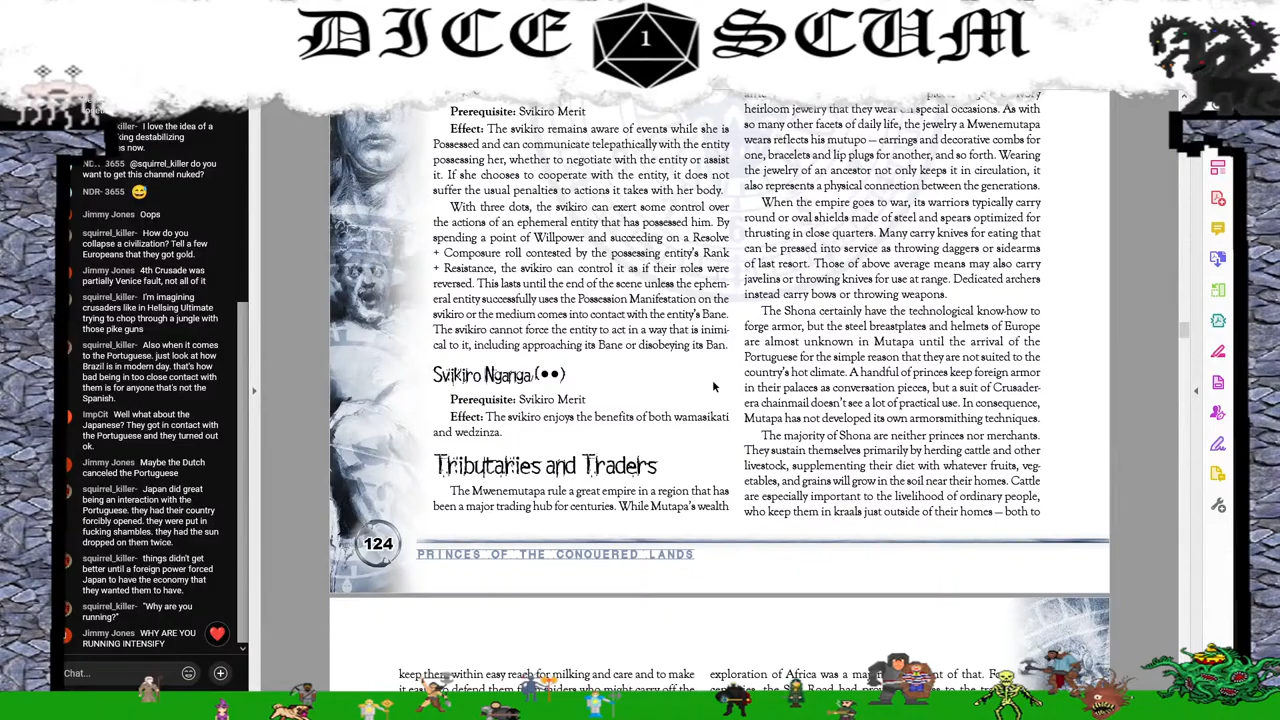 DICE 1 SCUM
killer- I love the idea of a
king destabilizing
es now.
NDR- 3655 @squirrel_killer do you
want to get this channel nuked?
NDR- 3655 😅
Jimmy Jones Oops
squirrel_killer- How do you
collapse a civilization? Tell a few
Europeans that they got gold.
Jimmy Jones 4th Crusade was
partially Venice fault, not all of it
squirrel_killer- I'm imagining
crusaders like in Hellsing Ultimate
trying to chop through a jungle with
those pike guns
squirrel_killer- Also when it
comes to the Portuguese. just look at how
Brazil is in modern day. that's how
bad being in too close contact with
them is for anyone that's not the
Spanish.
ImpCit Well what about the
Japanese? They got in contact with
the Portuguese and they turned out
ok.
Jimmy Jones Maybe the Dutch
canceled the Portuguese
squirrel_killer- Japan did great
being an interaction with the
Portuguese. they had their country
forcibly opened. they were put in
fucking shambles. they had the sun
dropped on them twice.
squirrel_killer- things didn't get
better until a foreign power forced
Japan to have the economy that
they wanted them to have.
squirrel_killer- "Why are you
running?"
Jimmy Jones WHY ARE YOU
RUNNING INTENSIFY
Chat...
Prerequisite: Svikiro Merit
Effect: The svikiro remains aware of events while she is
Possessed and can communicate telepathically with the entity
possessing her, whether to negotiate with the entity or assist
it. If she chooses to cooperate with the entity, it does not
suffer the usual penalties to actions it takes with her body.
With three dots, the svikiro can exert some control over
the actions of an ephemeral entity that has possessed him. By
spending a point of Willpower and succeeding on a Resolve
+ Composure roll contested by the possessing entity's Rank
+ Resistance, the svikiro can control it as if their roles were
reversed. This lasts until the end of the scene unless the ephem-
eral entity successfully uses the Possession Manifestation on the
svikiro or the medium comes into contact with the entity's Bane.
The svikiro cannot force the entity to act in a way that is inimi-
cal to it, including approaching its Bane or disobeying its Ban.
Svikiro Nganga (••)
Prerequisite: Svikiro Merit
Effect: The svikiro enjoys the benefits of both wamasikati
and wedzinza.
Tributaries and Traders
The Mwenemutapa rule a great empire in a region that has
been a major trading hub for centuries. While Mutapa's wealth
heirloom jewelry that they wear on special occasions. As with
so many other facets of daily life, the jewelry a Mwenemutapa
wears reflects his mutupo — earrings and decorative combs for
one, bracelets and lip plugs for another, and so forth. Wearing
the jewelry of an ancestor not only keeps it in circulation, it
also represents a physical connection between the generations.
When the empire goes to war, its warriors typically carry
round or oval shields made of steel and spears optimized for
thrusting in close quarters. Many carry knives for eating that
can be pressed into service as throwing daggers or sidearms
of last resort. Those of above average means may also carry
javelins or throwing knives for use at range. Dedicated archers
instead carry bows or throwing weapons.
The Shona certainly have the technological know-how to
forge armor, but the steel breastplates and helmets of Europe
are almost unknown in Mutapa until the arrival of the
Portuguese for the simple reason that they are not suited to the
country's hot climate. A handful of princes keep foreign armor
in their palaces as conversation pieces, but a suit of Crusader-
era chainmail doesn't see a lot of practical use. In consequence,
Mutapa has not developed its own armorsmithing techniques.
The majority of Shona are neither princes nor merchants.
They sustain themselves primarily by herding cattle and other
livestock, supplementing their diet with whatever fruits, veg-
etables, and grains will grow in the soil near their homes. Cattle
are especially important to the livelihood of ordinary people,
who keep them in kraals just outside of their homes — both to
124
PRINCES OF THE CONQUERED LANDS
keep them within easy reach for milking and care and to make
it easi defend them raiders who might carry off the
exploration of Africa was a ma nt of that. F
the Road had